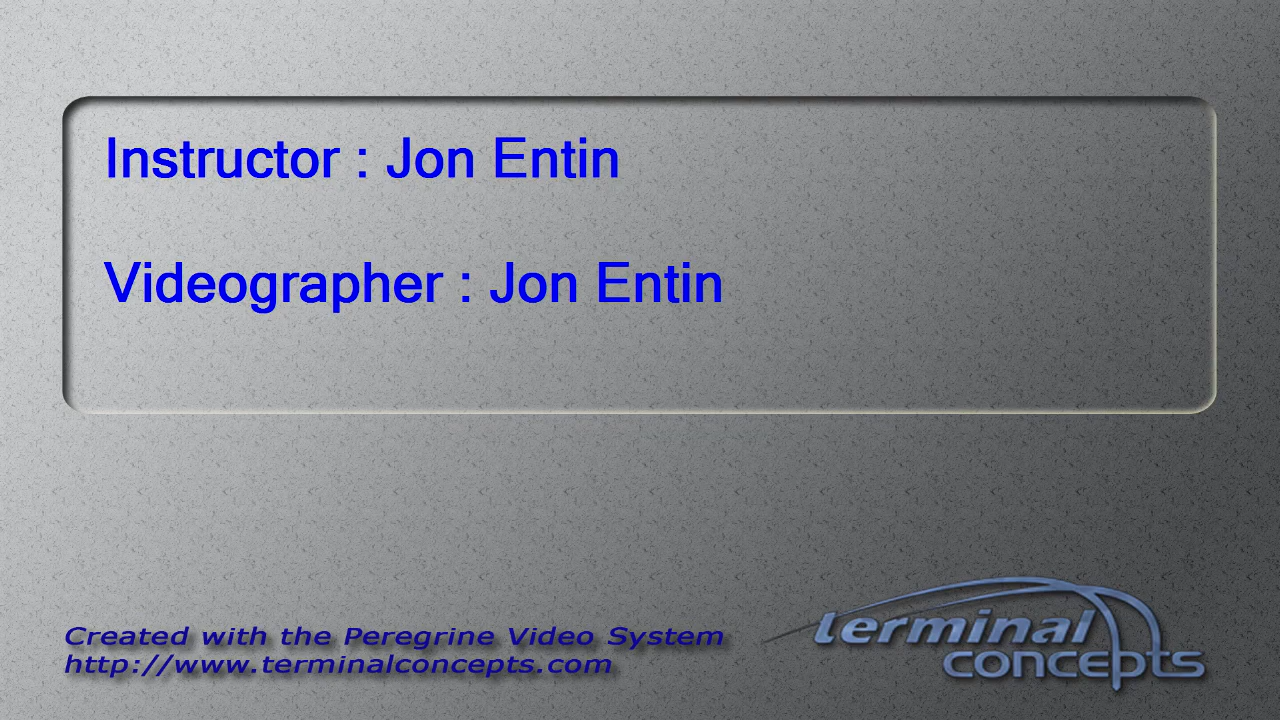 Instructor : Jon Entin
Videographer : Jon Entin
Created with the Peregrine Video System
http://www.terminalconcepts.com
terminal
concepts